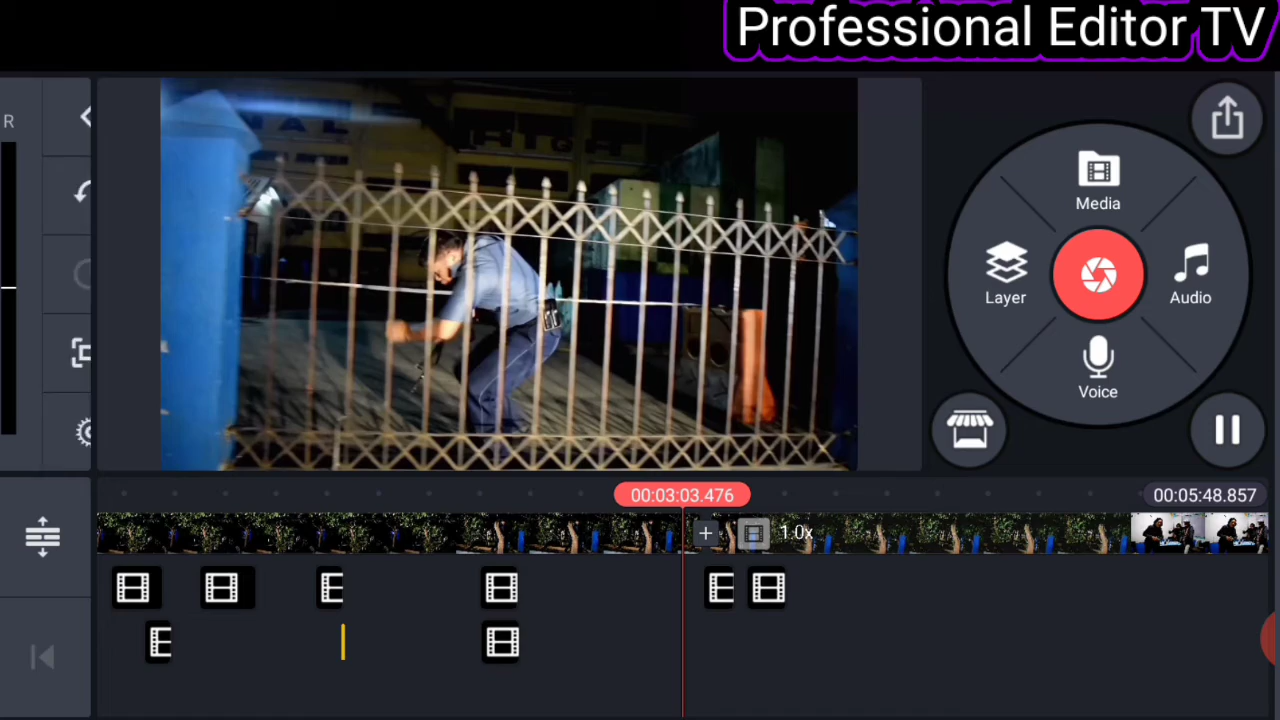 Professional Editor TV
R
Media
Layer
Audio
Voice
00:03:03.476
00:05:48.857
1.0x